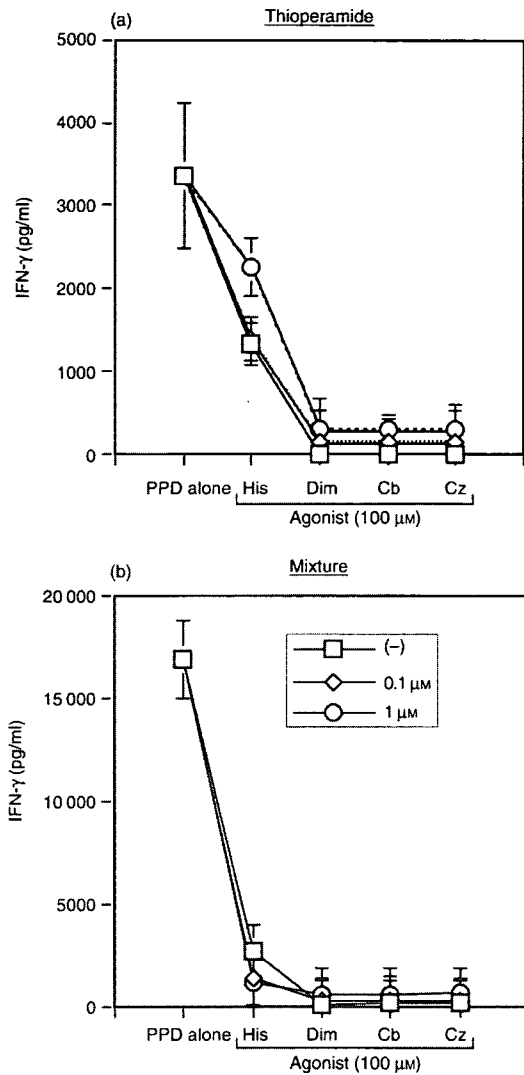 (a)
Thioperamide
5000
4000
3000
2000
1000
0
IFN-γ (pg/ml)
PPD alone His Dim Cb Cz
Agonist (100 μM)
(b)
Mixture
20 000
15 000
10 000
5000
0
IFN-γ (pg/ml)
(–)
0.1 μM
1 μM
PPD alone His Dim Cb Cz
Agonist (100 μM)